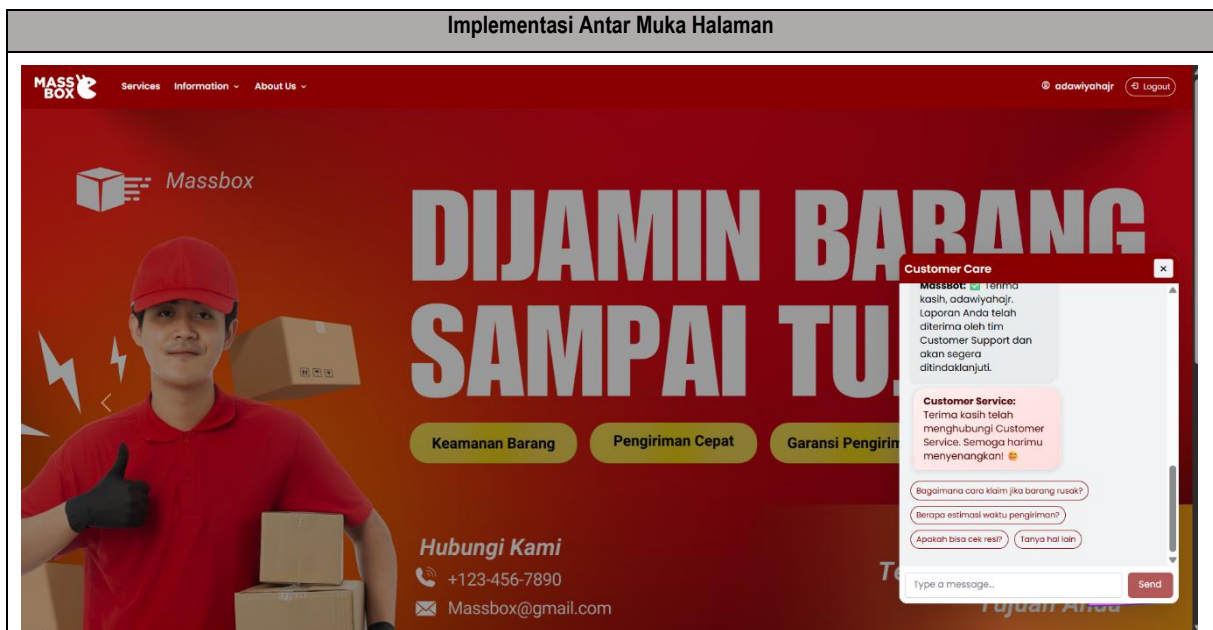 Implementasi Antar Muka Halaman
MASS
BOX
Services Information About Us
adawiyahajr Logout
Massbox
DIJAMIN BARANG
SAMPAI TU
Keamanan Barang Pengiriman Cepat Garansi Pengirim
Hubungi Kami
+123-456-7890
Massbox@gmail.com
Tujuan Anda
Customer Care
MassBot: ✅ Terima
kasih, adawiyahajr.
Laporan Anda telah
diterima oleh tim
Customer Support dan
akan segera
ditindaklanjuti.
Customer Service:
Terima kasih telah
menghubungi Customer
Service. Semoga harimu
menyenangkan! 😊
Bagaimana cara klaim jika barang rusak?
Berapa estimasi waktu pengiriman?
Apakah bisa cek resi? Tanya hal lain
Type a message... Send